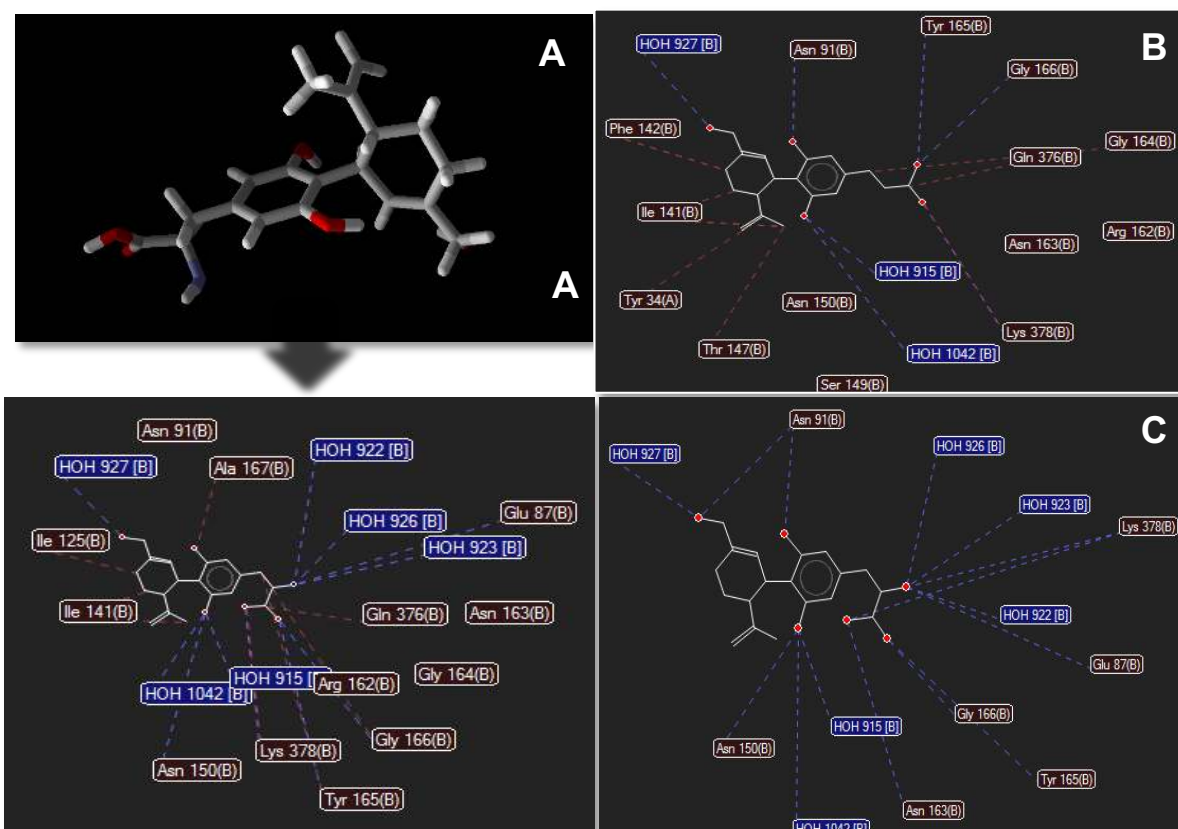 A
A
B
HOH 927 [B]
Asn 91(B)
Tyr 165(B)
Gly 166(B)
Phe 142(B)
Gly 164(B)
Gln 376(B)
Ile 141(B)
Asn 163(B)
Arg 162(B)
HOH 915 [B]
Tyr 34(A)
Asn 150(B)
Thr 147(B)
Lys 378(B)
HOH 1042 [B]
Ser 149(B)
Asn 91(B)
HOH 927 [B]
Ala 167(B)
HOH 922 [B]
Glu 87(B)
HOH 926 [B]
HOH 923 [B]
Ile 125(B)
Ile 141(B)
Gln 376(B)
Asn 163(B)
HOH 915 [
Arg 162(B)
Gly 164(B)
HOH 1042 [B]
Lys 378(B)
Gly 166(B)
Asn 150(B)
Tyr 165(B)
C
Asn 91(B)
HOH 927 [B]
HOH 926 [B]
HOH 923 [B]
Lys 378(B)
HOH 922 [B]
Glu 87(B)
Gly 166(B)
HOH 915 [B]
Asn 150(B)
Tyr 165(B)
Asn 163(B)
HOH 1042 [B]